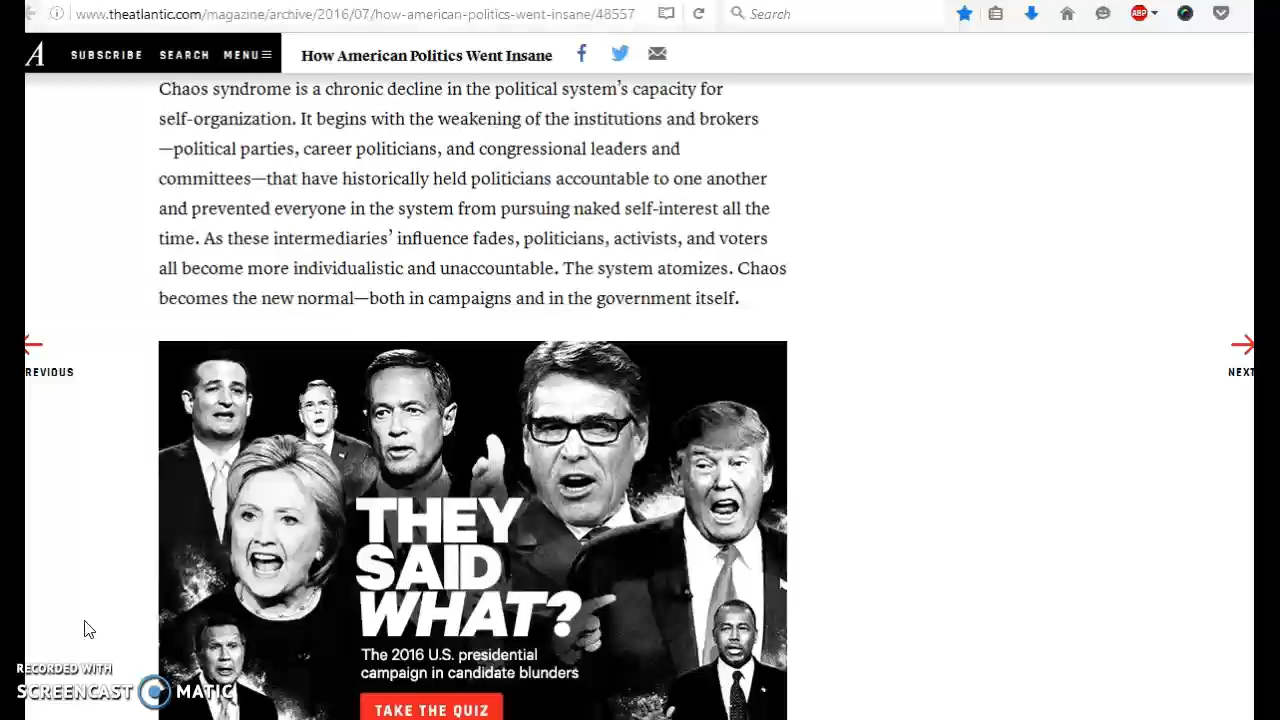 www.theatlantic.com/magazine/archive/2016/07/how-american-politics-went-insane/48557
Search
ABP
A SUBSCRIBE SEARCH MENU How American Politics Went Insane
Chaos syndrome is a chronic decline in the political system’s capacity for
self-organization. It begins with the weakening of the institutions and brokers
—political parties, career politicians, and congressional leaders and
committees—that have historically held politicians accountable to one another
and prevented everyone in the system from pursuing naked self-interest all the
time. As these intermediaries’ influence fades, politicians, activists, and voters
all become more individualistic and unaccountable. The system atomizes. Chaos
becomes the new normal—both in campaigns and in the government itself.
REVIOUS
NEXT
THEY
SAID
WHAT?
The 2016 U.S. presidential
campaign in candidate blunders
TAKE THE QUIZ
RECORDED WITH
SCREENCAST MATIC